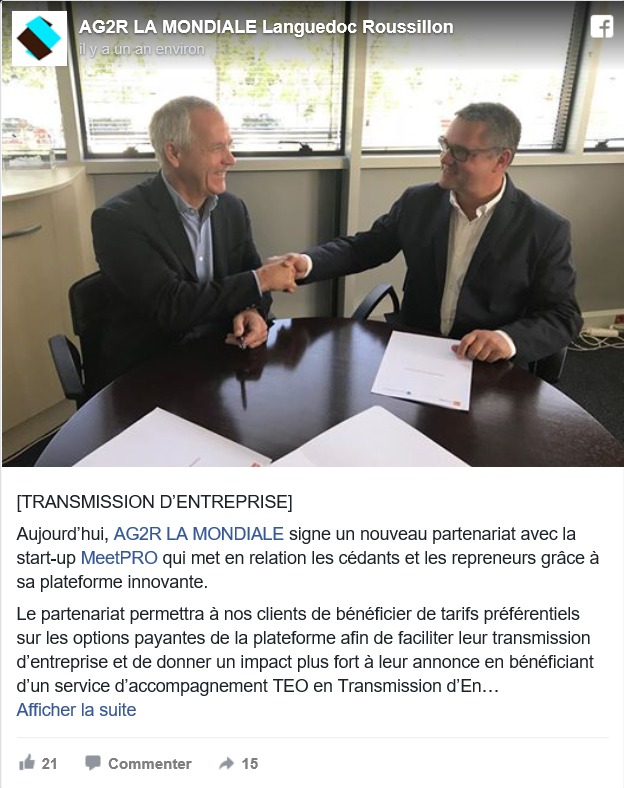 AG2R LA MONDIALE Languedoc Roussillon
il y a un an environ
[TRANSMISSION D’ENTREPRISE]
Aujourd’hui, AG2R LA MONDIALE signe un nouveau partenariat avec la
start-up MeetPRO qui met en relation les cédants et les repreneurs grâce à
sa plateforme innovante.
Le partenariat permettra à nos clients de bénéficier de tarifs préférentiels
sur les options payantes de la plateforme afin de faciliter leur transmission
d’entreprise et de donner un impact plus fort à leur annonce en bénéficiant
d’un service d’accompagnement TEO en Transmission d’En…
Afficher la suite
21 Commenter 15